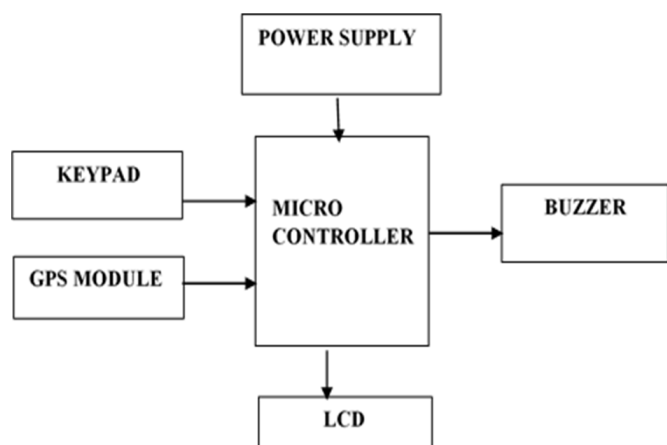 POWER SUPPLY
KEYPAD
MICRO
CONTROLLER
BUZZER
GPS MODULE
LCD